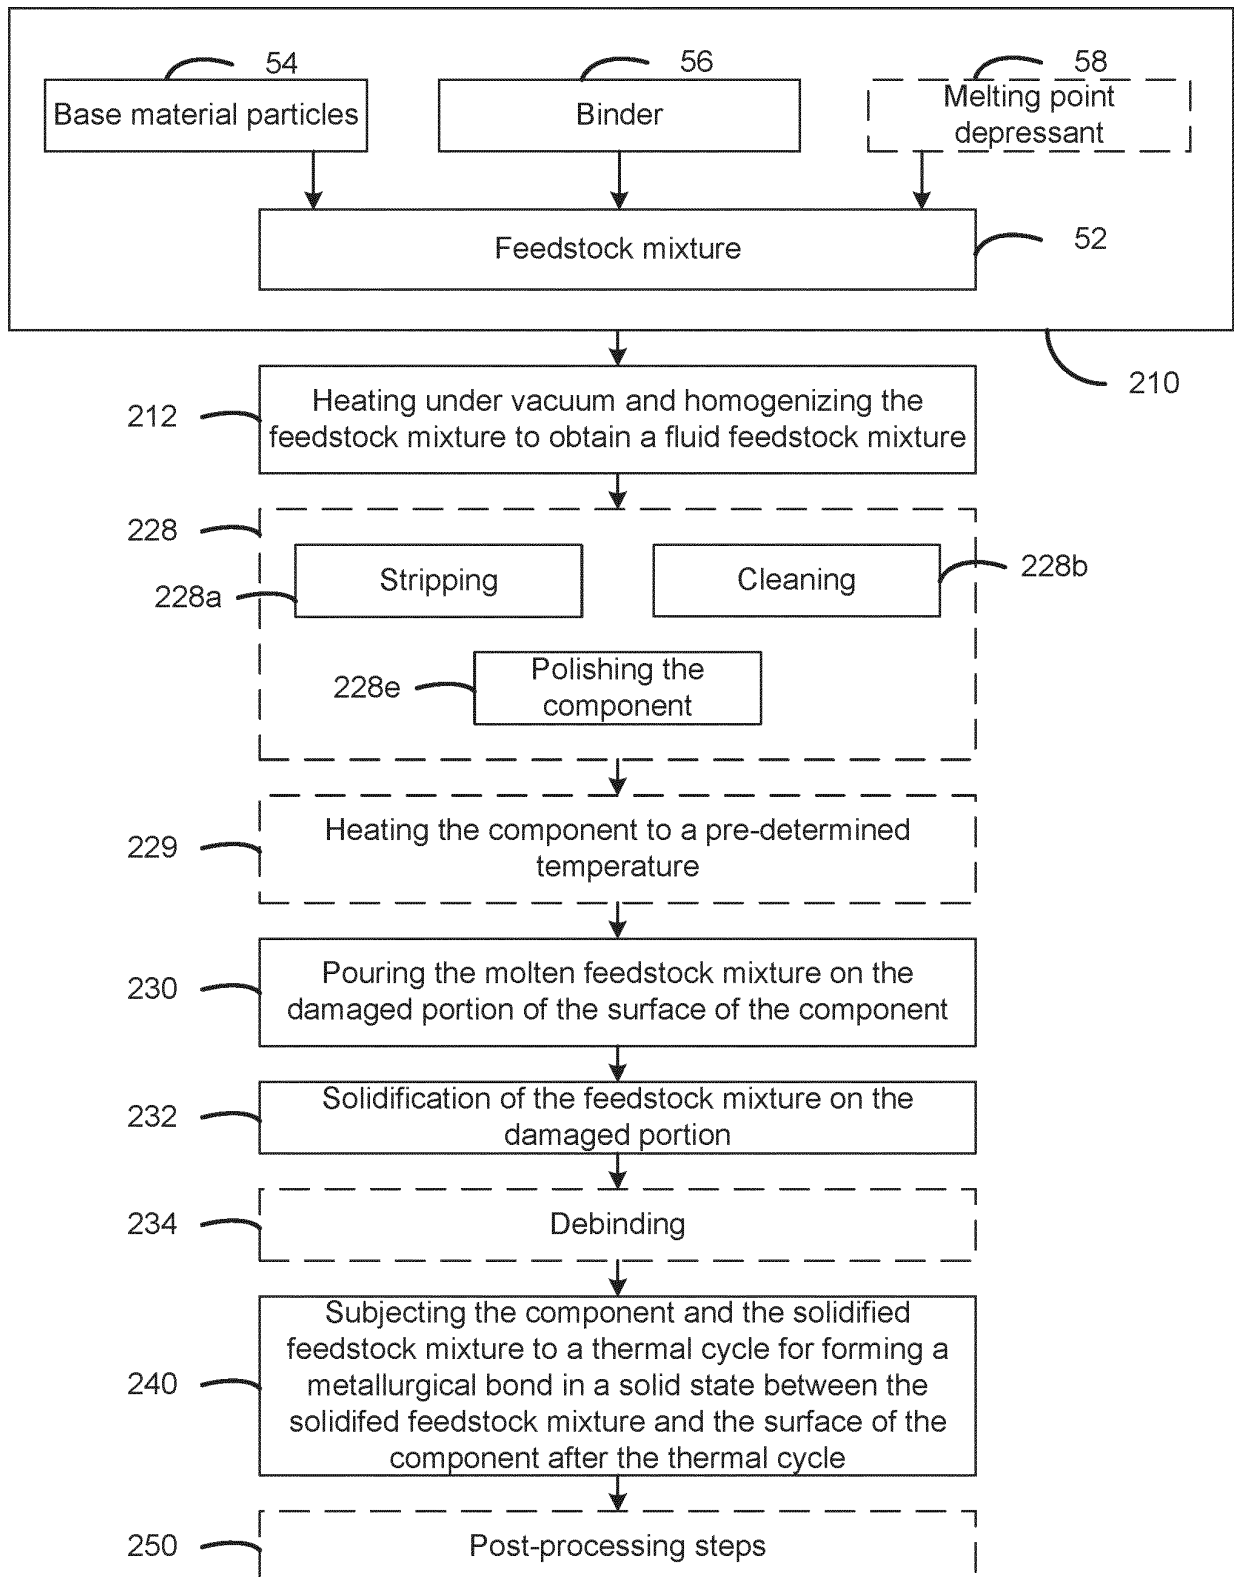 54
56
58
Base material particles
Binder
Melting point
depressant
Feedstock mixture
52
210
212
Heating under vacuum and homogenizing the
feedstock mixture to obtain a fluid feedstock mixture
228
Stripping
Cleaning
228b
228a
228e
Polishing the
component
229
Heating the component to a pre-determined
temperature
230
Pouring the molten feedstock mixture on the
damaged portion of the surface of the component
232
Solidification of the feedstock mixture on the
damaged portion
234
Debinding
240
Subjecting the component and the solidified
feedstock mixture to a thermal cycle for forming a
metallurgical bond in a solid state between the
solidifed feedstock mixture and the surface of the
component after the thermal cycle
250
Post-processing steps